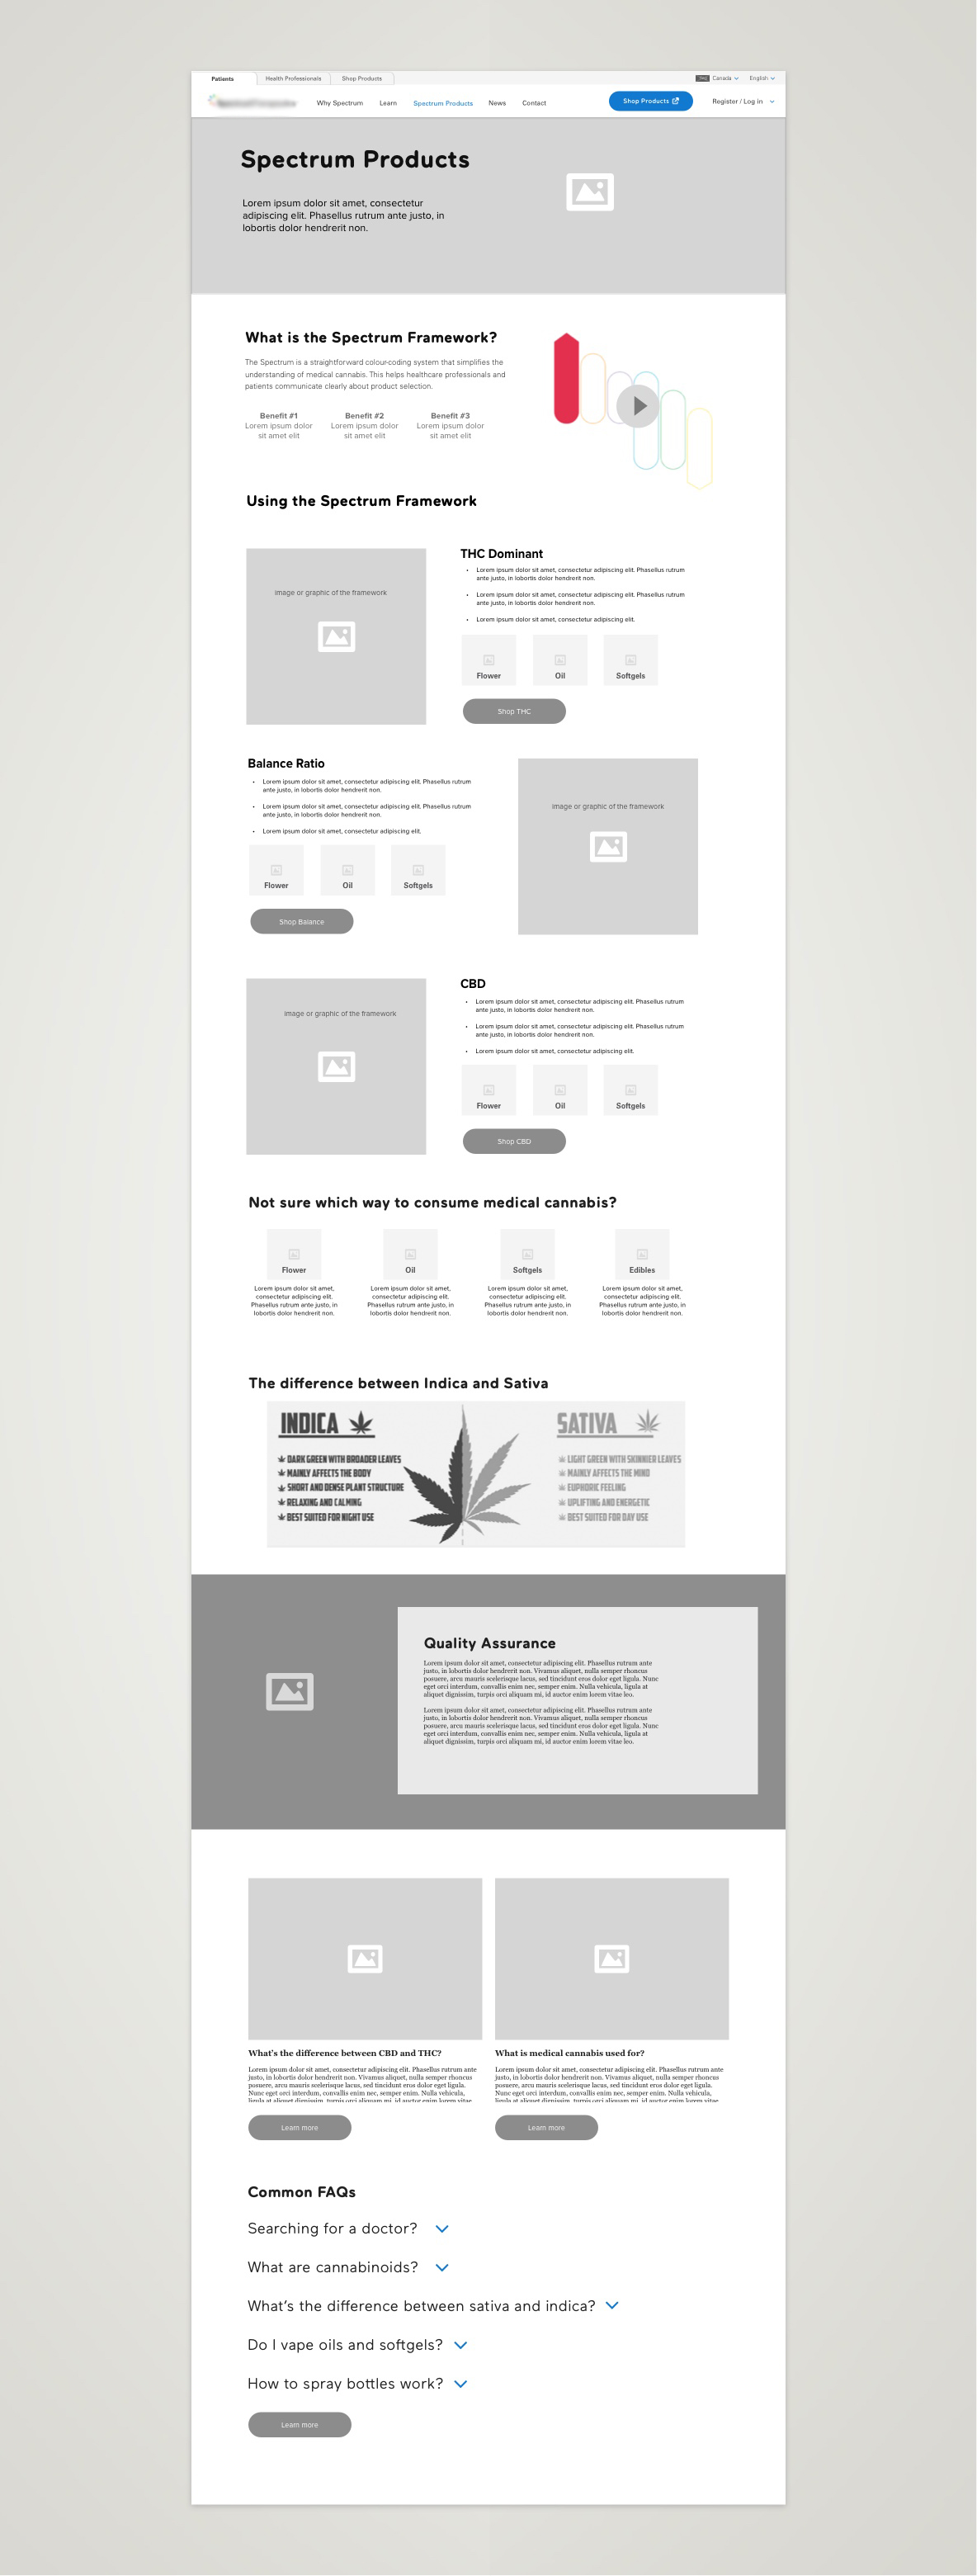 Patients
Health Professionals
Shop Products
Canada
English
Why Spectrum
Learn
Spectrum Products
News
Contact
Shop Products
Register / Log in
Spectrum Products
Lorem ipsum dolor sit amet, consectetur
adipiscing elit. Phasellus rutrum ante justo, in
lobortis dolor hendrerit non.
What is the Spectrum Framework?
The Spectrum is a straightforward colour-coding system that simplifies the
understanding of medical cannabis. This helps healthcare professionals and
patients communicate clearly about product selection.
Benefit #1
Lorem ipsum dolor
sit amet elit
Benefit #2
Lorem ipsum dolor
sit amet elit
Benefit #3
Lorem ipsum dolor
sit amet elit
Using the Spectrum Framework
image or graphic of the framework
THC Dominant
• Lorem ipsum dolor sit amet, consectetur adipiscing elit. Phasellus rutrum
ante justo, in lobortis dolor hendrerit non.
• Lorem ipsum dolor sit amet, consectetur adipiscing elit. Phasellus rutrum
ante justo, in lobortis dolor hendrerit non.
• Lorem ipsum dolor sit amet, consectetur adipiscing elit.
Flower
Oil
Softgels
Shop THC
Balance Ratio
• Lorem ipsum dolor sit amet, consectetur adipiscing elit. Phasellus rutrum
ante justo, in lobortis dolor hendrerit non.
• Lorem ipsum dolor sit amet, consectetur adipiscing elit. Phasellus rutrum
ante justo, in lobortis dolor hendrerit non.
• Lorem ipsum dolor sit amet, consectetur adipiscing elit.
Flower
Oil
Softgels
Shop Balance
image or graphic of the framework
image or graphic of the framework
CBD
• Lorem ipsum dolor sit amet, consectetur adipiscing elit. Phasellus rutrum
ante justo, in lobortis dolor hendrerit non.
• Lorem ipsum dolor sit amet, consectetur adipiscing elit. Phasellus rutrum
ante justo, in lobortis dolor hendrerit non.
• Lorem ipsum dolor sit amet, consectetur adipiscing elit.
Flower
Oil
Softgels
Shop CBD
Not sure which way to consume medical cannabis?
Flower
Lorem ipsum dolor sit amet,
consectetur adipiscing elit.
Phasellus rutrum ante justo, in
lobortis dolor hendrerit non.
Oil
Lorem ipsum dolor sit amet,
consectetur adipiscing elit.
Phasellus rutrum ante justo, in
lobortis dolor hendrerit non.
Softgels
Lorem ipsum dolor sit amet,
consectetur adipiscing elit.
Phasellus rutrum ante justo, in
lobortis dolor hendrerit non.
Edibles
Lorem ipsum dolor sit amet,
consectetur adipiscing elit.
Phasellus rutrum ante justo, in
lobortis dolor hendrerit non.
The difference between Indica and Sativa
INDICA
DARK GREEN WITH BROADER LEAVES
MAINLY AFFECTS THE BODY
SHORT AND DENSE PLANT STRUCTURE
RELAXING AND CALMING
BEST SUITED FOR NIGHT USE
SATIVA
LIGHT GREEN WITH SKINNIER LEAVES
MAINLY AFFECTS THE MIND
EUPHORIC FEELING
UPLIFTING AND ENERGETIC
BEST SUITED FOR DAY USE
Quality Assurance
Lorem ipsum dolor sit amet, consectetur adipiscing elit. Phasellus rutrum ante
justo, in lobortis dolor hendrerit non. Vivamus aliquet, nulla semper rhoncus
posuere, arcu mauris scelerisque lacus, sed tincidunt eros dolor eget ligula. Nunc
eget orci interdum, convallis enim nec, semper enim. Nulla vehicula, ligula at
aliquet dignissim, turpis orci aliquam mi, id auctor enim lorem vitae leo.
Lorem ipsum dolor sit amet, consectetur adipiscing elit. Phasellus rutrum ante
justo, in lobortis dolor hendrerit non. Vivamus aliquet, nulla semper rhoncus
posuere, arcu mauris scelerisque lacus, sed tincidunt eros dolor eget ligula. Nunc
eget orci interdum, convallis enim nec, semper enim. Nulla vehicula, ligula at
aliquet dignissim, turpis orci aliquam mi, id auctor enim lorem vitae leo.
What's the difference between CBD and THC?
Lorem ipsum dolor sit amet, consectetur adipiscing elit. Phasellus rutrum ante
justo, in lobortis dolor hendrerit non. Vivamus aliquet, nulla semper rhoncus
posuere, arcu mauris scelerisque lacus, sed tincidunt eros dolor eget ligula.
Nunc eget orci interdum, convallis enim nec, semper enim. Nulla vehicula,
ligula at aliquet dignissim, turpis orci aliquam mi, id auctor enim lorem vitae
Learn more
What is medical cannabis used for?
Lorem ipsum dolor sit amet, consectetur adipiscing elit. Phasellus rutrum ante
justo, in lobortis dolor hendrerit non. Vivamus aliquet, nulla semper rhoncus
posuere, arcu mauris scelerisque lacus, sed tincidunt eros dolor eget ligula.
Nunc eget orci interdum, convallis enim nec, semper enim. Nulla vehicula,
ligula at aliquet dignissim, turpis orci aliquam mi, id auctor enim lorem vitae
Learn more
Common FAQs
Searching for a doctor?
What are cannabinoids?
What's the difference between sativa and indica?
Do I vape oils and softgels?
How to spray bottles work?
Learn more